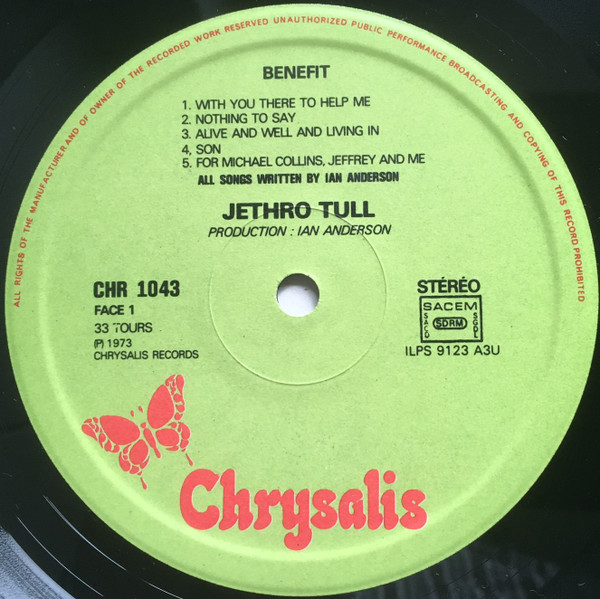 ALL RIGHTS OF THE MANUFACTURER AND OF OWNER OF THE RECORDED WORK RESERVED UNAUTHORIZED PUBLIC PERFORMANCE BROADCASTING AND COPYING OF THIS RECORD PROHIBITED
BENEFIT
1. WITH YOU THERE TO HELP ME
2. NOTHING TO SAY
3. ALIVE AND WELL AND LIVING IN
4. SON
5. FOR MICHAEL COLLINS, JEFFREY AND ME
ALL SONGS WRITTEN BY IAN ANDERSON
JETHRO TULL
PRODUCTION : IAN ANDERSON
CHR 1043
FACE 1
33 TOURS
(P) 1973
CHRYSALIS RECORDS
STÉRÉO
SACEM
SACD SDRM SGDL
ILPS 9123 A3U
Chrysalis